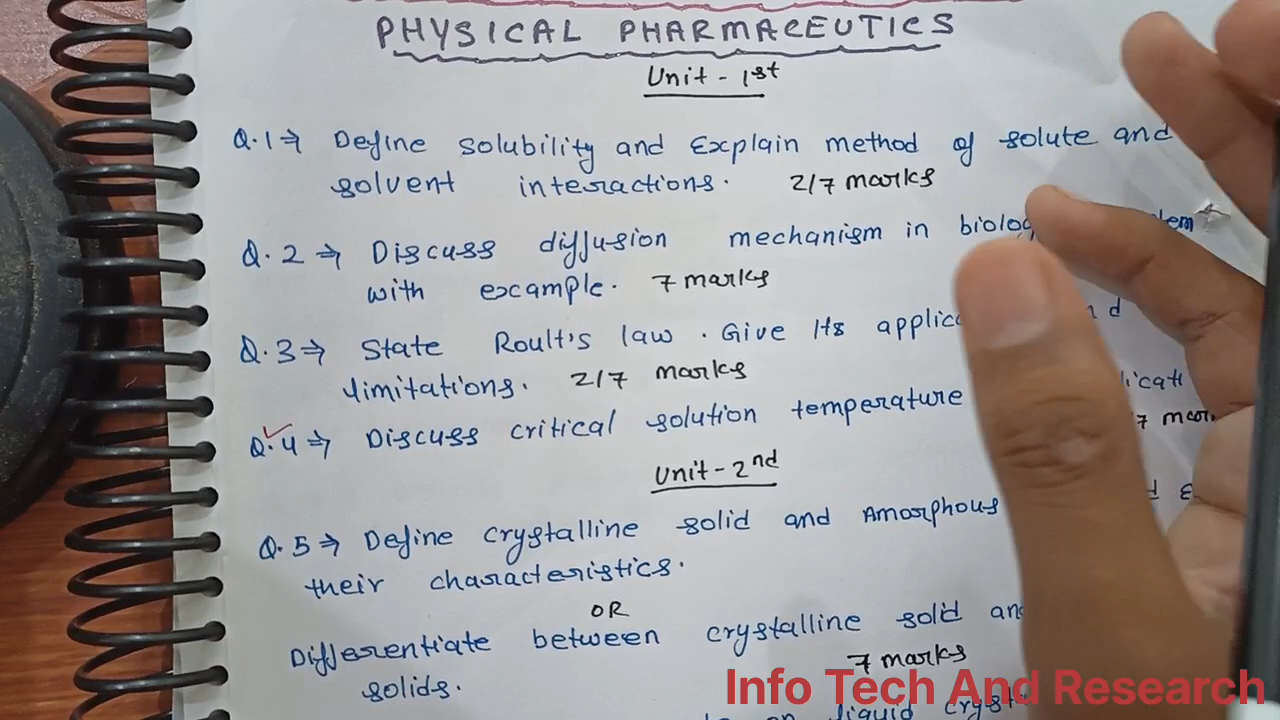 PHYSICAL PHARMACEUTICS
Unit - 1st
Q.1⇒ Define solubility and Explain method of solute and
solvent interactions. 2/7 marks
Q.2⇒ Discuss diffusion mechanism in
with example. 7 marks
Q.3⇒ State Roult's law. Give Its
limitations. 2/7 marks
Q.4⇒ Discuss critical solution temperature
7
Unit - 2nd
Q.5⇒ Define crystalline solid and Amorphous
their characteristics.
OR
Differentiate between crystalline solid
solids. 7 marks
liquid
Info Tech And Research